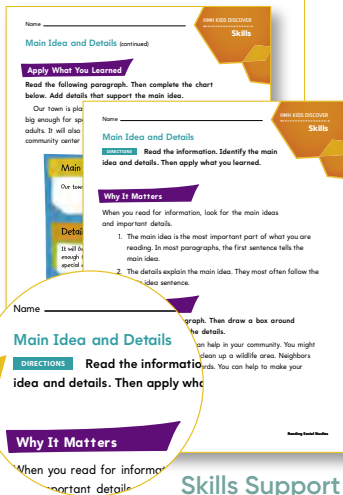 Name
HMH KIDS DISCOVER
Skills
Main Idea and Details (continued)
Apply What You Learned
Read the following paragraph. Then complete the chart
below. Add details that support the main idea.
Our town is pla
big enough for sp
adults. It will also
community center
Main
Our tow
Detai
It will be
enough
special
Name
HMH KIDS DISCOVER
Skills
Main Idea and Details
DIRECTIONS Read the information. Identify the main
idea and details. Then apply what you learned.
Why It Matters
When you read for information, look for the main ideas
and important details.
1. The main idea is the most important part of what you are
reading. In most paragraphs, the first sentence tells the
main idea.
2. The details explain the main idea. They most often follow the
idea sentence.
graph. Then draw a box around
the details.
an help in your community. You might
clean up a wildlife area. Neighbors
ards. You can help to make your
Reading Social Studies
Name
Main Idea and Details
DIRECTIONS Read the informatio
idea and details. Then apply wh
Why It Matters
When you read for informat
portant details
Skills Support